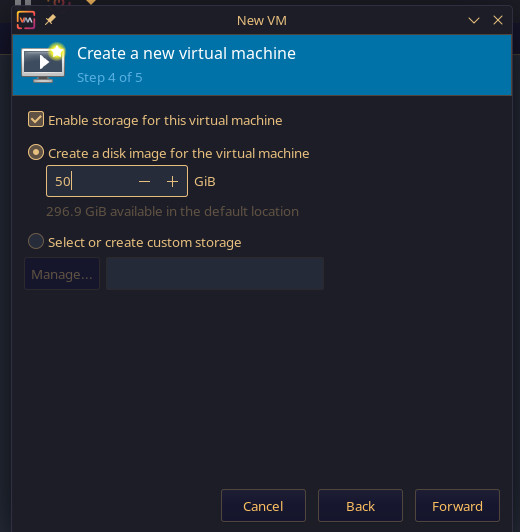 VM
New VM
Create a new virtual machine
Step 4 of 5
Enable storage for this virtual machine
Create a disk image for the virtual machine
50 GiB
296.9 GiB available in the default location
Select or create custom storage
Manage...
Cancel Back Forward